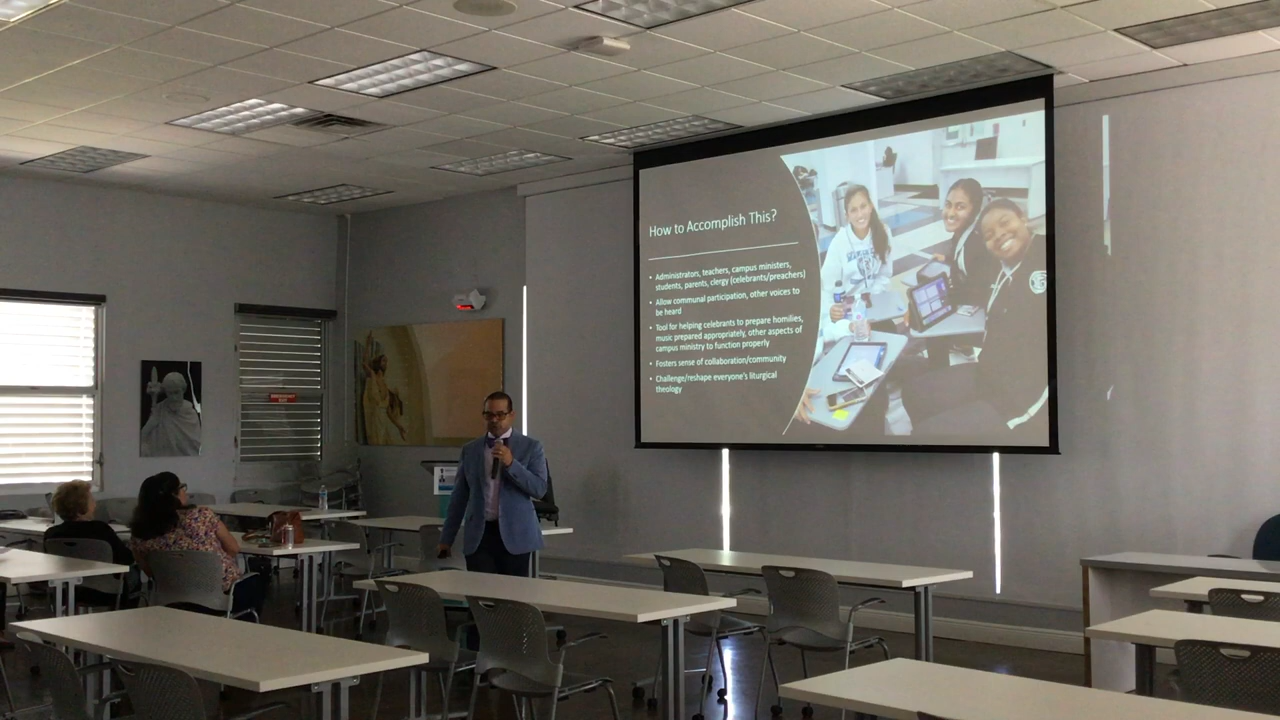 How to Accomplish This?
• Administrators, teachers, campus ministers,
students, parents, clergy (celebrants/preachers)
• Allow communal participation, other voices to
be heard
• Tool for helping celebrants to prepare homilies,
music prepared appropriately, other aspects of
campus ministry to function properly
• Fosters sense of collaboration/community
• Challenge/reshape everyone's liturgical
theology